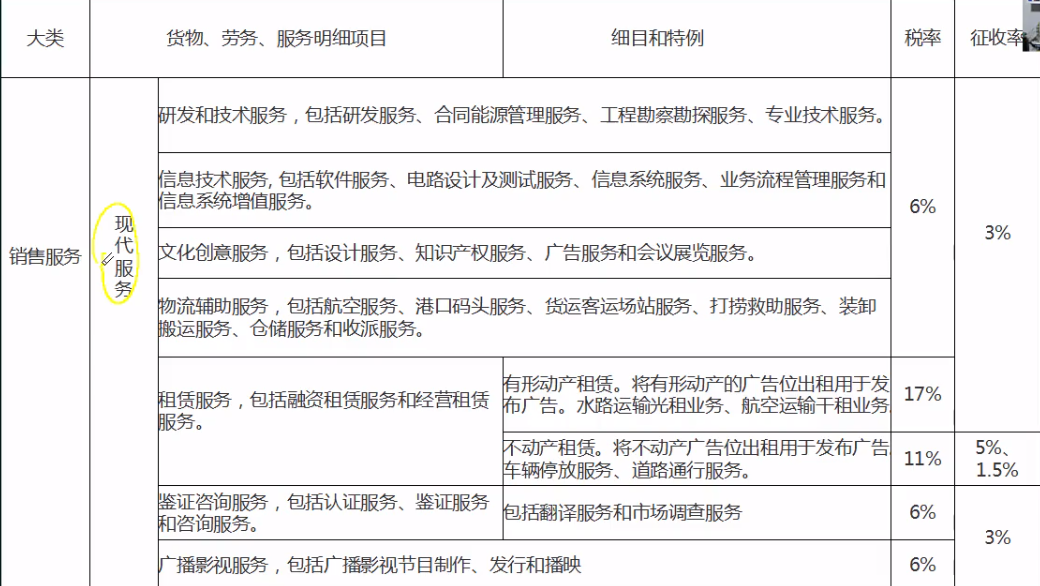 大类 货物、劳务、服务明细项目 细目和特例 税率 征收率
研发和技术服务，包括研发服务、合同能源管理服务、工程勘察勘探服务、专业技术服务。
信息技术服务, 包括软件服务、电路设计及测试服务、信息系统服务、业务流程管理服务和
信息系统增值服务。
6%
3%
销售服务
现
代
服
务
文化创意服务，包括设计服务、知识产权服务、广告服务和会议展览服务。
物流辅助服务，包括航空服务、港口码头服务、货运客运场站服务、打捞救助服务、装卸
搬运服务、仓储服务和收派服务。
租赁服务，包括融资租赁服务和经营租赁
服务。
有形动产租赁。将有形动产的广告位出租用于发
布广告。水路运输光租业务、航空运输干租业务
17%
不动产租赁。将不动产广告位出租用于发布广告
车辆停放服务、道路通行服务。
11%
5%、
1.5%
鉴证咨询服务，包括认证服务、鉴证服务
和咨询服务。
包括翻译服务和市场调查服务
6%
3%
广播影视服务，包括广播影视节目制作、发行和播映
6%